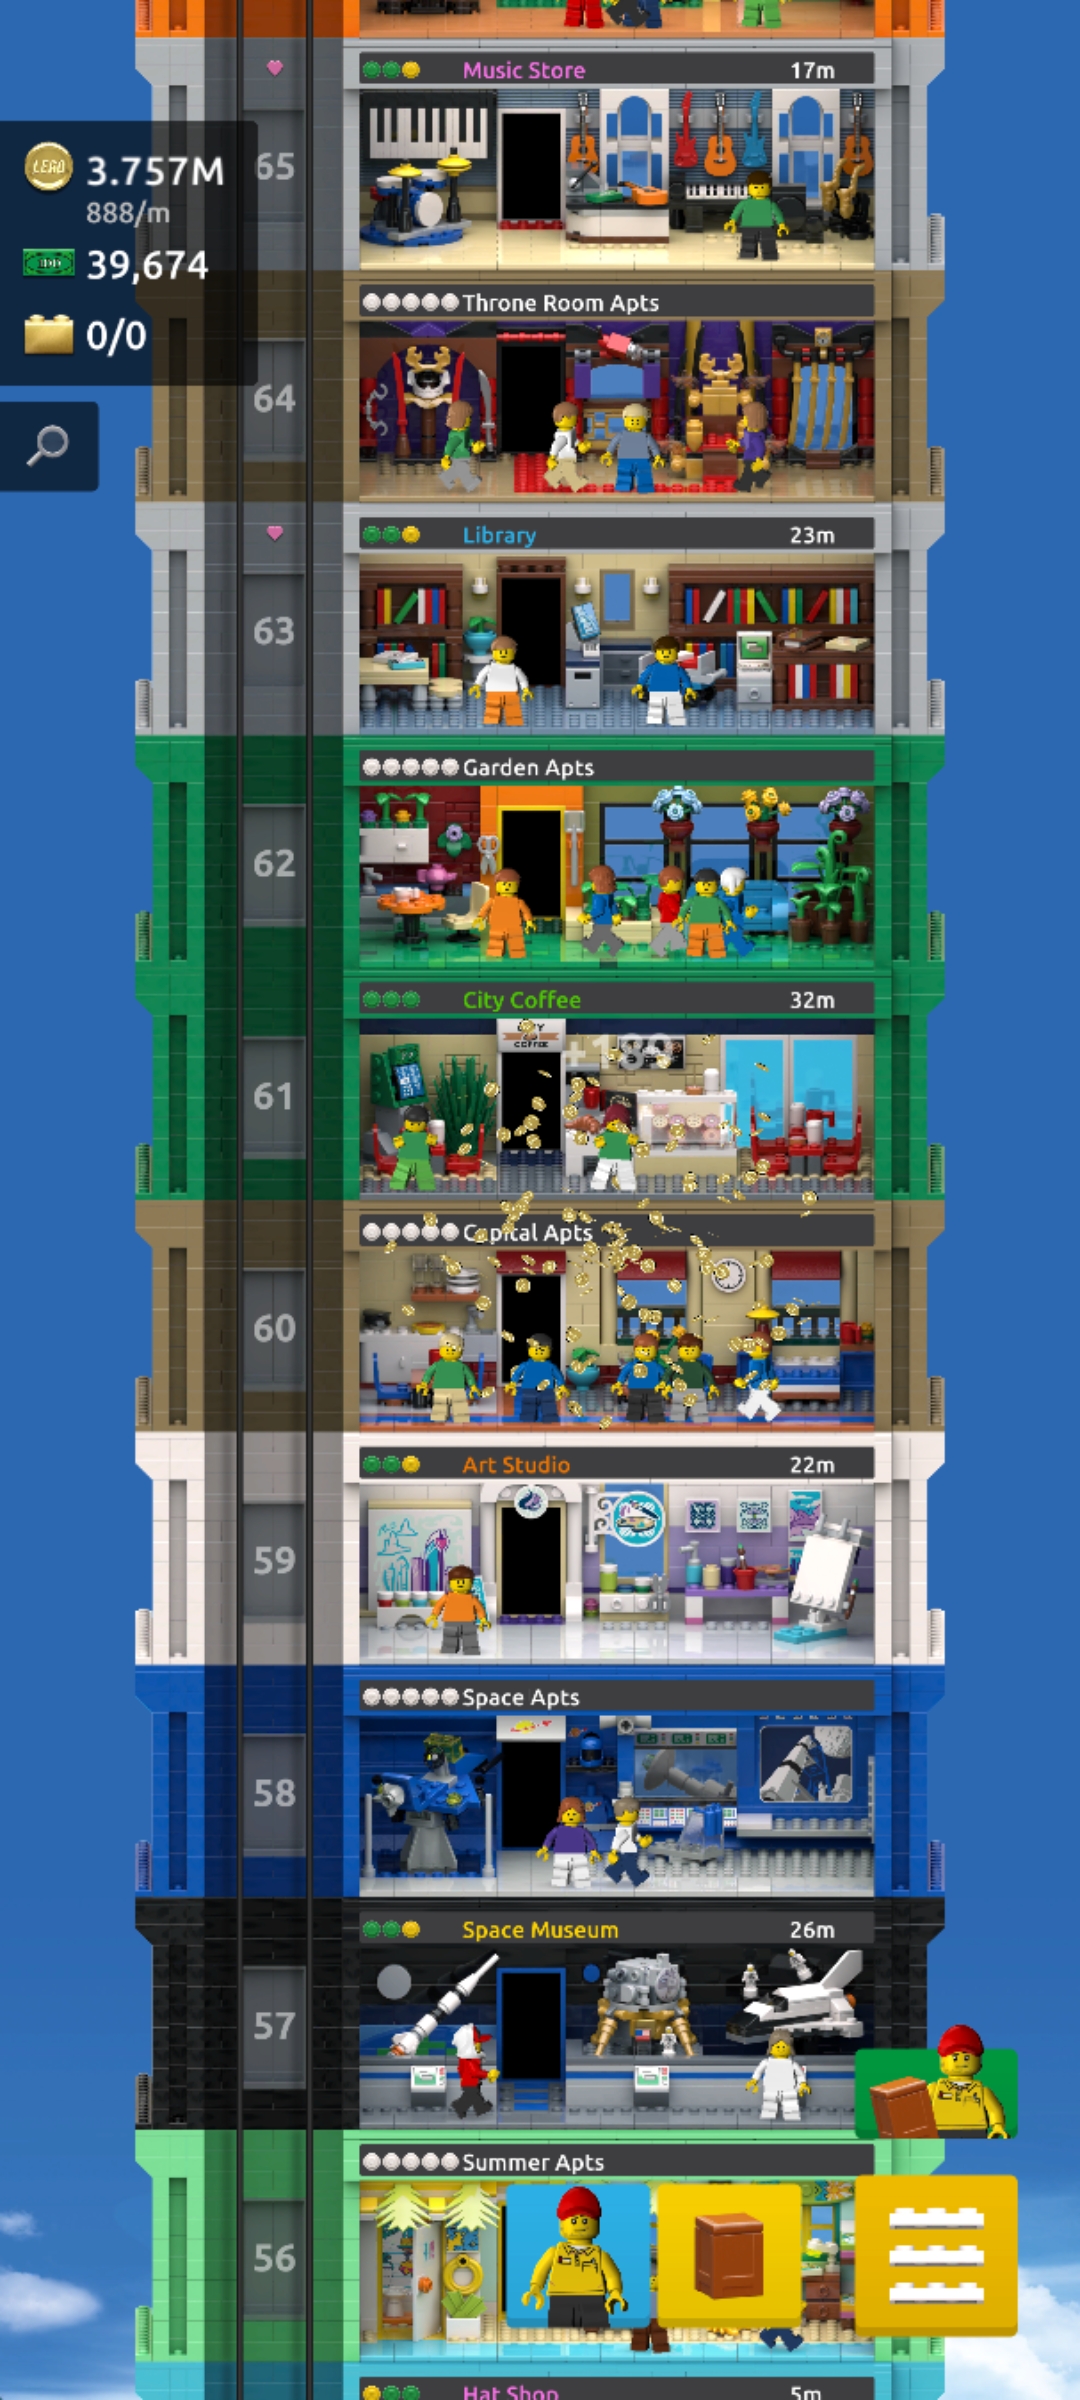 Music Store 17m
65
LEGO 3.757M
888/m
39,674
Throne Room Apts
0/0
64
Library 23m
63
Garden Apts
62
City Coffee 32m
CITY
COFFEE
61
Capital Apts
60
Art Studio 22m
59
Space Apts
58
Space Museum 26m
57
Summer Apts
56
Hat Shop 5m